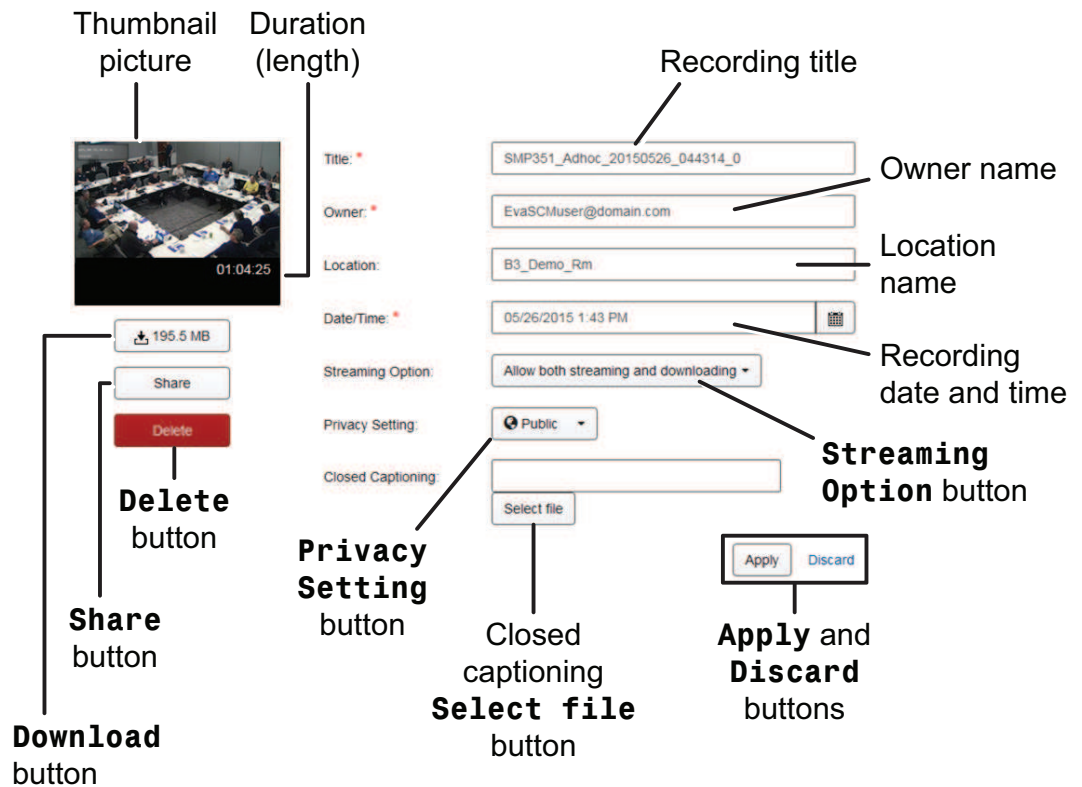 Thumbnail
picture
Duration
(length)
Recording title
01:04:25
195.5 MB
Share
Delete
Title: *
SMP351_Adhoc_20150526_044314_0
Owner: *
EvaSCMuser@domain.com
Location:
B3_Demo_Rm
Date/Time: *
05/26/2015 1:43 PM
Streaming Option:
Allow both streaming and downloading
Privacy Setting:
Public
Closed Captioning:
Select file
Apply
Discard
Owner name
Location
name
Recording
date and time
Streaming
Option button
Delete
button
Privacy
Setting
button
Share
button
Closed
captioning
Select file
button
Apply and
Discard
buttons
Download
button